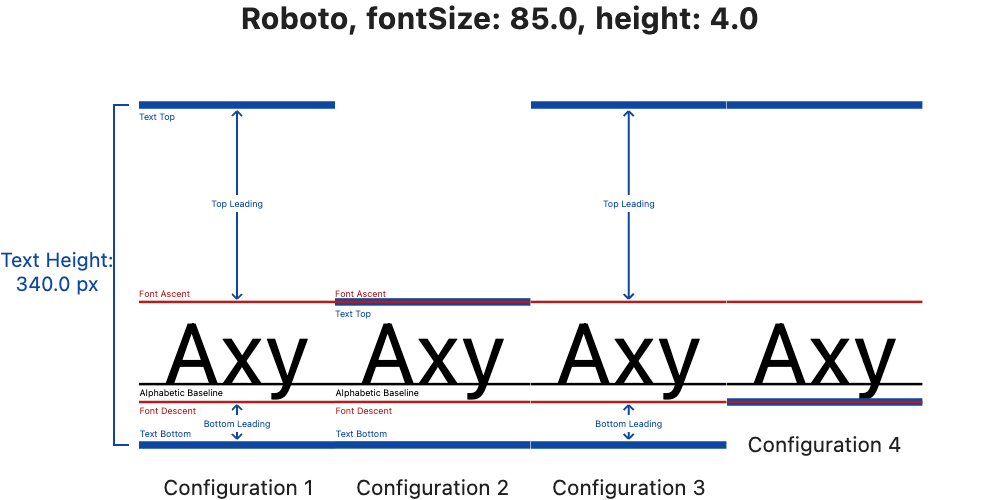 Roboto, fontSize: 85.0, height: 4.0
Text Top
Top Leading
Top Leading
Text Height:
340.0 px
Font Ascent
Font Ascent
Text Top
Axy Axy Axy Axy
Alphabetic Baseline
Alphabetic Baseline
Font Descent
Font Descent
Bottom Leading
Bottom Leading
Text Bottom
Text Bottom
Configuration 4
Configuration 1
Configuration 2
Configuration 3